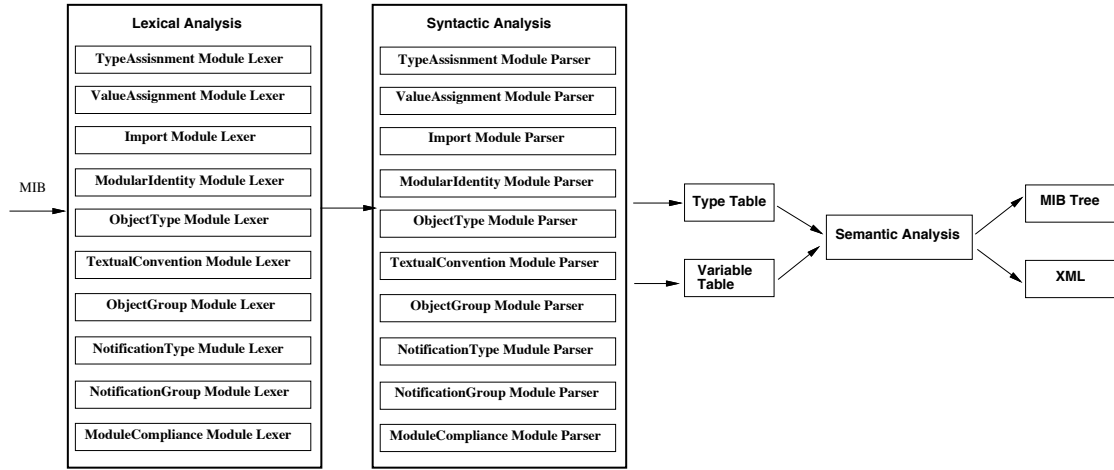 MIB
Lexical Analysis
TypeAssisnment Module Lexer
ValueAssignment Module Lexer
Import Module Lexer
ModularIdentity Module Lexer
ObjectType Module Lexer
TextualConvention Module Lexer
ObjectGroup Module Lexer
NotificationType Mudule Lexer
NotificationGroup Module Lexer
ModuleCompliance Module Lexer
Syntactic Analysis
TypeAssisnment Module Parser
ValueAssignment Module Parser
Import Module Parser
ModularIdentity Module Parser
ObjectType Module Parser
TextualConvention Module Parser
ObjectGroup Module Parser
NotificationType Mudule Parser
NotificationGroup Module Parser
ModuleCompliance Module Parser
Type Table
Variable
Table
Semantic Analysis
MIB Tree
XML